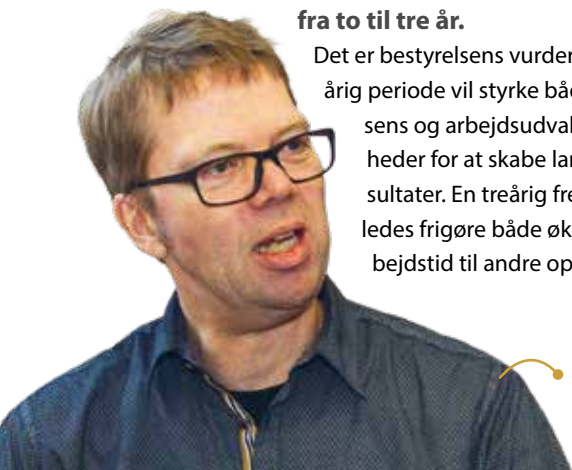 fra to til tre år.
Det er bestyrelsens vurder
årig periode vil styrke båd
sens og arbejdsudval
heder for at skabe lan
sultater. En treårig fre
ledes frigøre både øk
bejdstid til andre op